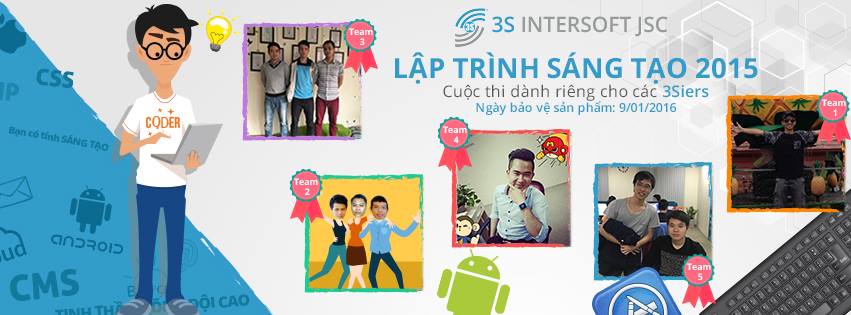 3S INTERSOFT JSC
3S
LẬP TRÌNH SÁNG TẠO 2015
Cuộc thi dành riêng cho các 3Siers
Ngày bảo vệ sản phẩm: 9/01/2016
Team
3
Team
1
Team
4
Team
2
Team
5
CODER
CSS
Bạn có tính SÁNG TẠO
ANDROID
CMS